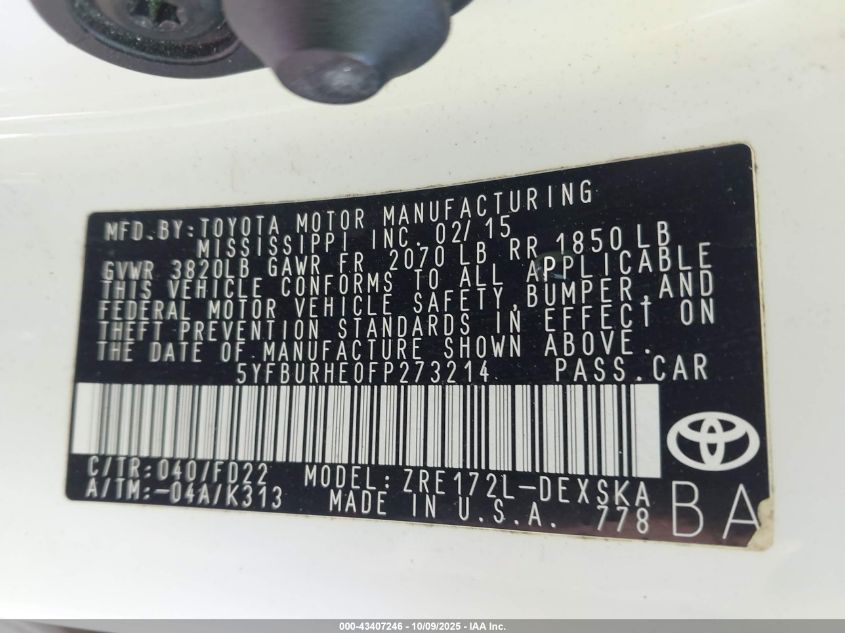 MFD.BY:TOYOTA MOTOR MANUFACTURING
MISSISSIPPI INC. 02/15
GVWR 3820LB GAWR FR 2070 LB RR 1850LB
THIS VEHICLE CONFORMS TO ALL APPLICABLE
FEDERAL MOTOR VEHICLE SAFETY,BUMPER,AND
THEFT PREVENTION STANDARDS IN EFFECT ON
THE DATE OF MANUFACTURE SHOWN ABOVE.
5YFBURHE0FP273214 PASS.CAR
C/TR:040/FD22 MODEL:ZRE172L-DEXSKA
A/TM:-04A/K313 MADE IN U.S.A. 778 BA
000-43407246 - 10/09/2025 - IAA Inc.